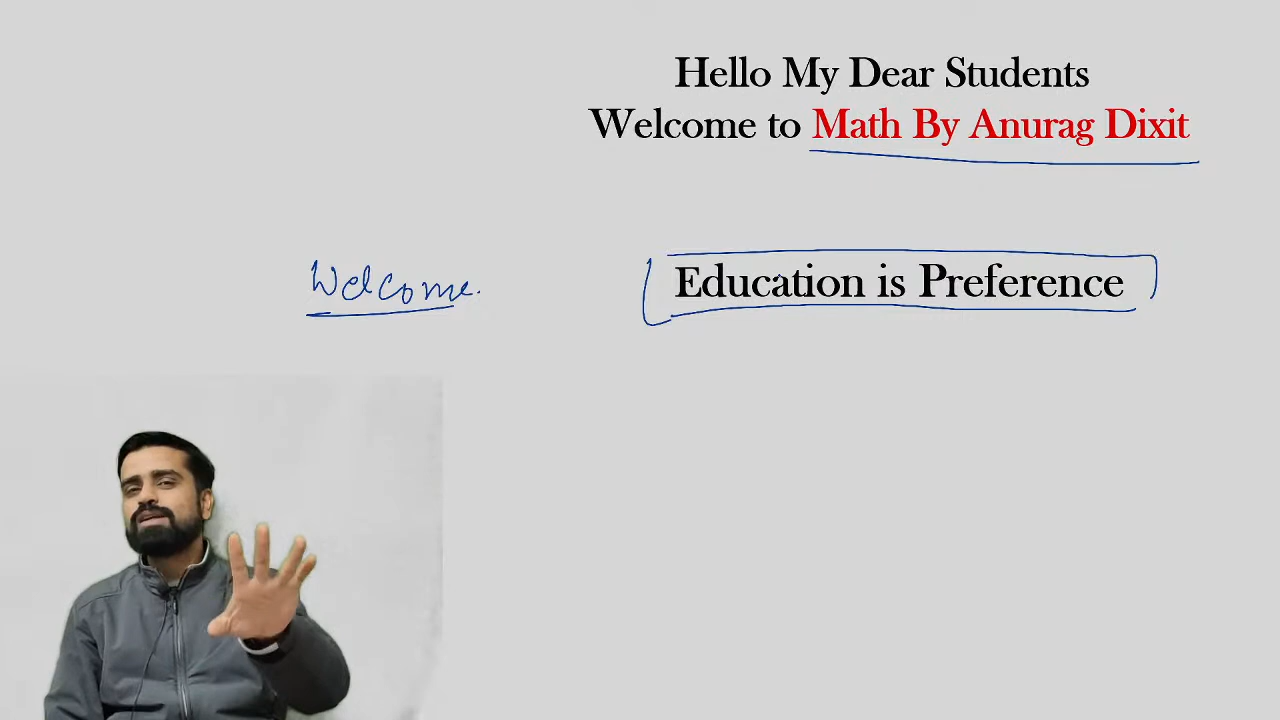 Hello My Dear Students
Welcome to Math By Anurag Dixit
Welcome.
Education is Preference